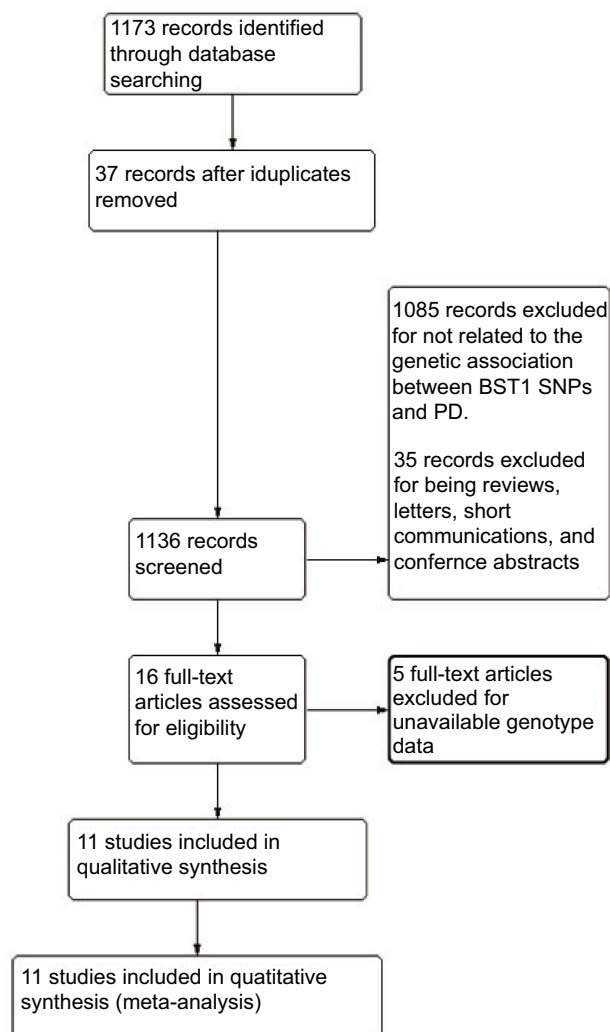 1173 records identified
through database
searching
37 records after iduplicates
removed
1085 records excluded
for not related to the
genetic association
between BST1 SNPs
and PD.
35 records excluded
for being reviews,
letters, short
communications, and
confernce abstracts
1136 records
screened
16 full-text
articles assessed
for eligibility
5 full-text articles
excluded for
unavailable genotype
data
11 studies included in
qualitative synthesis
11 studies included in quatitative
synthesis (meta-analysis)